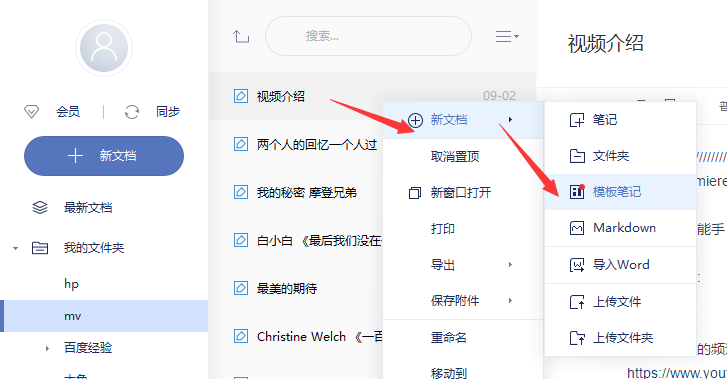 会员
同步
新文档
最新文档
我的文件夹
hp
mv
百度经验
搜索...
视频介绍
09-02
两个人的回忆一个人过
我的秘密 摩登兄弟
白小白 《最后我们没在
最美的期待
Christine Welch 《一百
新文档
取消置顶
新窗口打开
打印
导出
保存附件
重命名
移动到
笔记
文件夹
模板笔记
Markdown
导入Word
上传文件
上传文件夹
视频介绍
miere
能手
的频
https://www.you